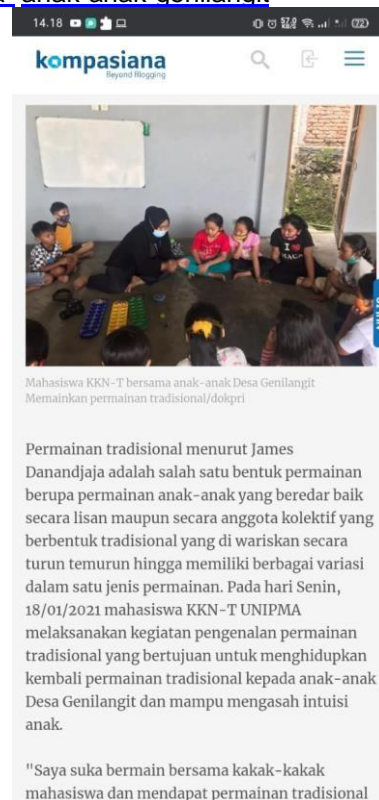 anak-anak-genilangit
14.18
72
kompasiana
Beyond Blogging
Mahasiswa KKN-T bersama anak-anak Desa Genilangit
Memainkan permainan tradisional/dokpri
Permainan tradisional menurut James
Danandjaja adalah salah satu bentuk permainan
berupa permainan anak-anak yang beredar baik
secara lisan maupun secara anggota kolektif yang
berbentuk tradisional yang di wariskan secara
turun temurun hingga memiliki berbagai variasi
dalam satu jenis permainan. Pada hari Senin,
18/01/2021 mahasiswa KKN-T UNIPMA
melaksanakan kegiatan pengenalan permainan
tradisional yang bertujuan untuk menghidupkan
kembali permainan tradisional kepada anak-anak
Desa Genilangit dan mampu mengasah intuisi
anak.
"Saya suka bermain bersama kakak-kakak
mahasiswa dan mendapat permainan tradisional